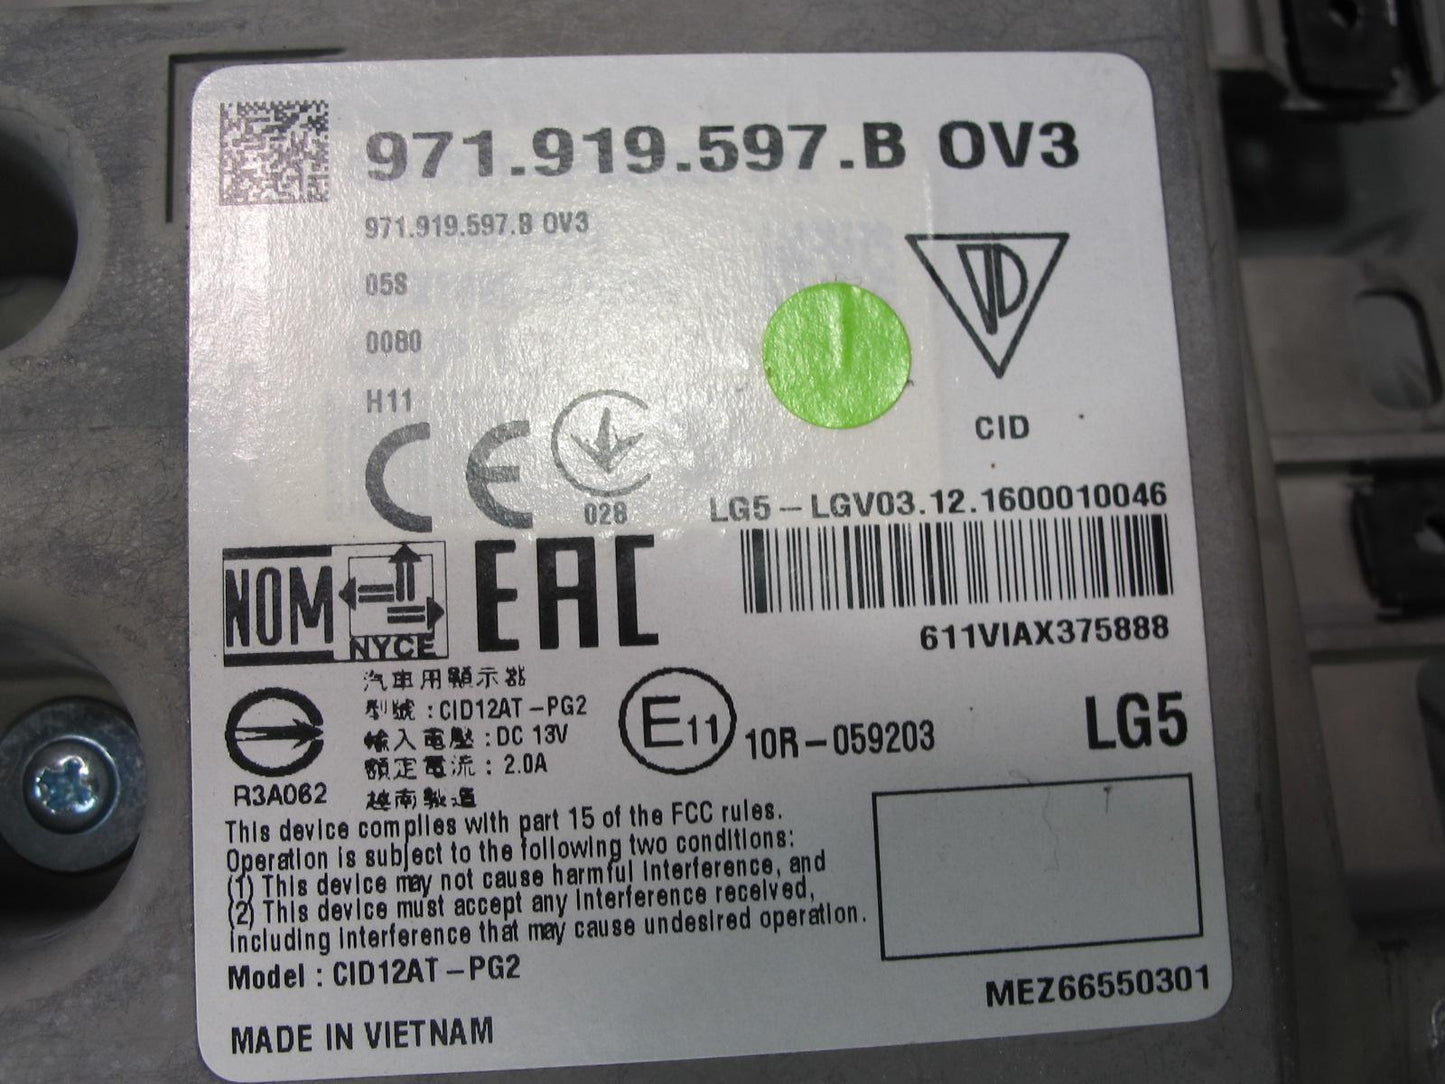 971.919.597.B 0V3
971.919.597.B 0V3
05S
0080
H11
CE
028
CID
LG5-LGV03.12.1600010046
611VIAX375888
NOM
NYCE
EAC
汽車用顯示器
型號:CID12AT-PG2
輸入電壓:DC 13V
額定電流:2.0A
越南製造
R3A062
E11 10R-059203
LG5
This device complies with part 15 of the FCC rules.
Operation is subject to the following two conditions:
(1) This device may not cause harmful interference, and
(2) This device must accept any interference received,
including interference that may cause undesired operation.
Model : CID12AT-PG2
MEZ66550301
MADE IN VIETNAM